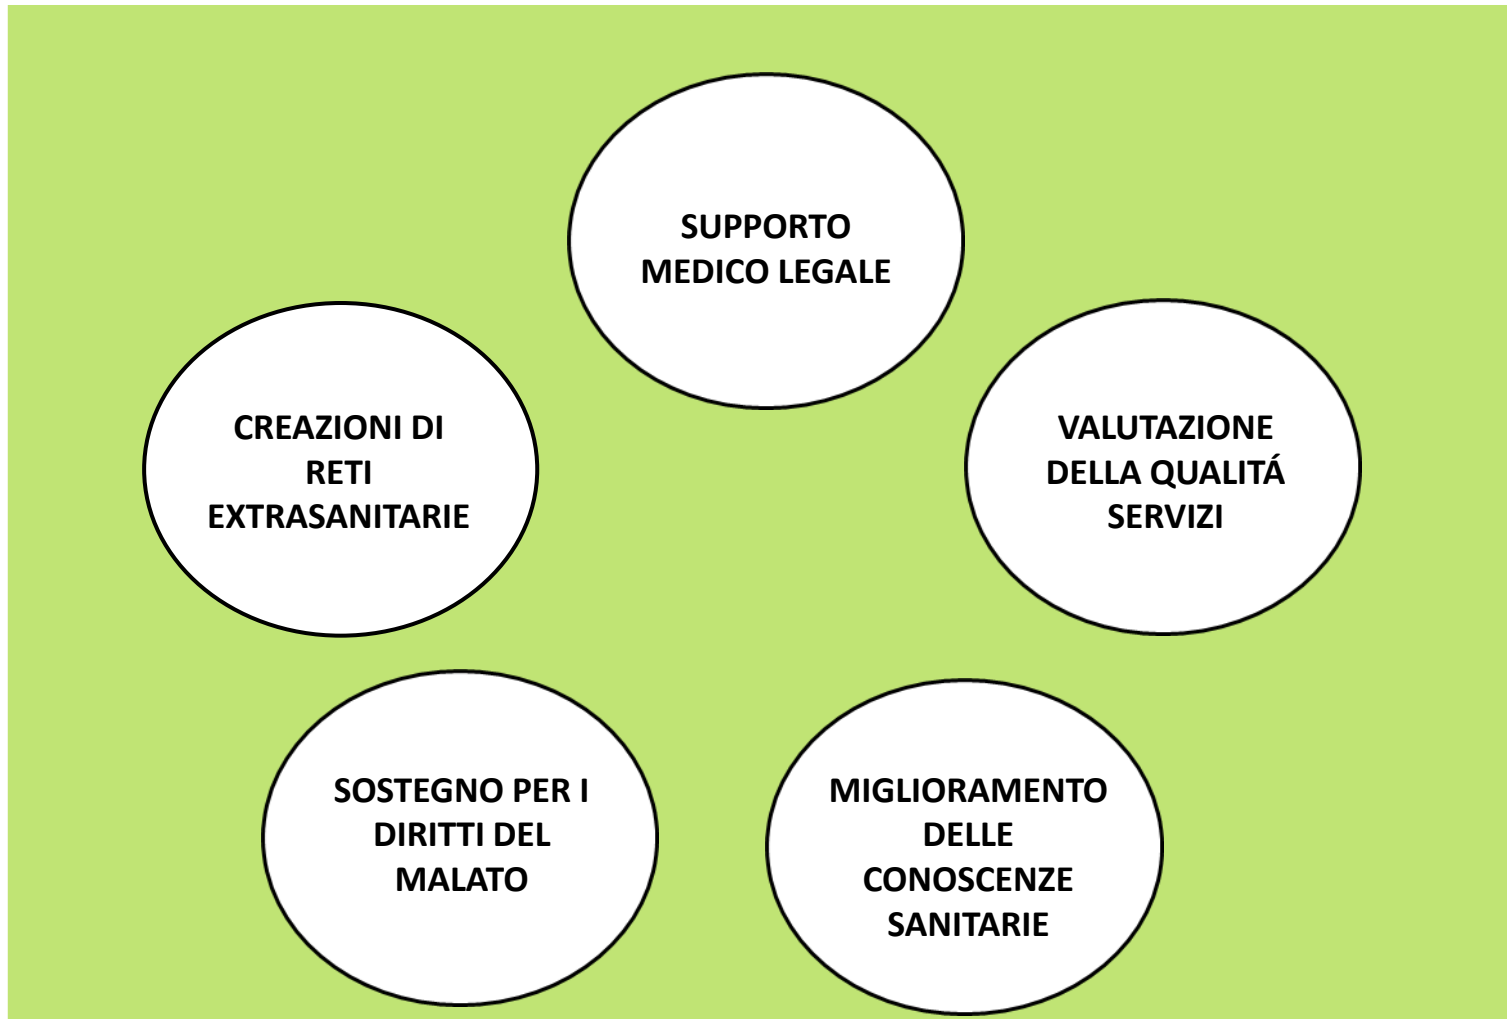 SUPPORTO
MEDICO LEGALE
CREAZIONI DI
RETI
EXTRASANITARIE
VALUTAZIONE
DELLA QUALITÁ
SERVIZI
SOSTEGNO PER I
DIRITTI DEL
MALATO
MIGLIORAMENTO
DELLE
CONOSCENZE
SANITARIE